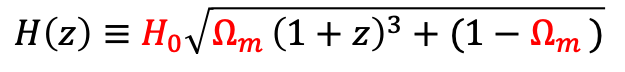 H(z) ≡ H₀√(Ωₘ (1 + z)³ + (1 − Ωₘ ))